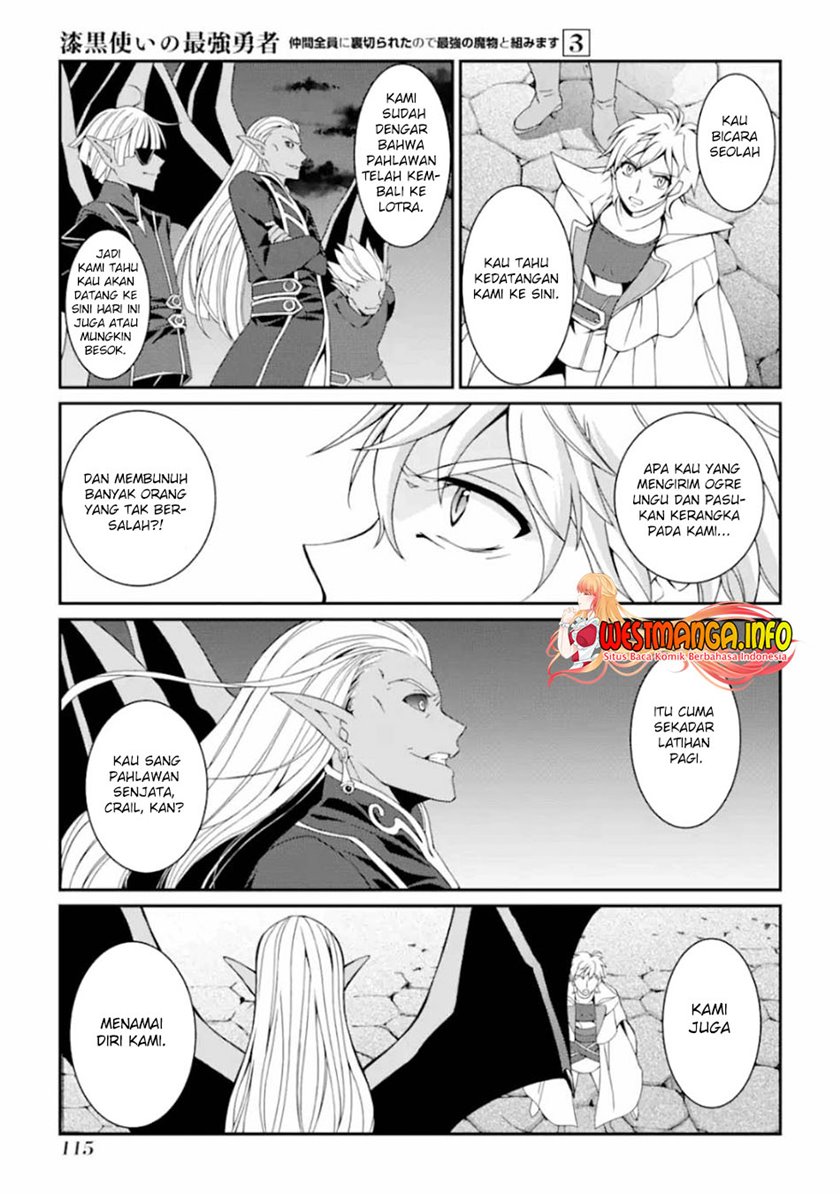 漆黒使いの最強勇者 仲間全員に裏切られたので最強の魔物と組みます 3
KAU
BICARA
SEOLAH
KAU TAHU
KEDATANGAN
KAMI KE SINI.
KAMI
SUDAH
DENGAR
BAHWA
PAHLAWAN
TELAH KEM-
BALI KE
LOTRA.
JADI
KAMI TAHU
KAU AKAN
DATANG KE
SINI HARI INI
JUGA ATAU
MUNGKIN
BESOK.
APA KAU YANG
MENGIRIM OGRE
UNGU DAN PASU-
KAN KERANGKA
PADA KAMI...
DAN MEMBUNUH
BANYAK ORANG
YANG TAK BER-
SALAH?!
WESTMANGA.INFO
Situs Baca Komik Berbahasa Indonesia
ITU CUMA
SEKADAR
LATIHAN
PAGI.
KAU SANG
PAHLAWAN
SENJATA,
CRAIL, KAN?
KAMI
JUGA
MENAMAI
DIRI KAMI.
115